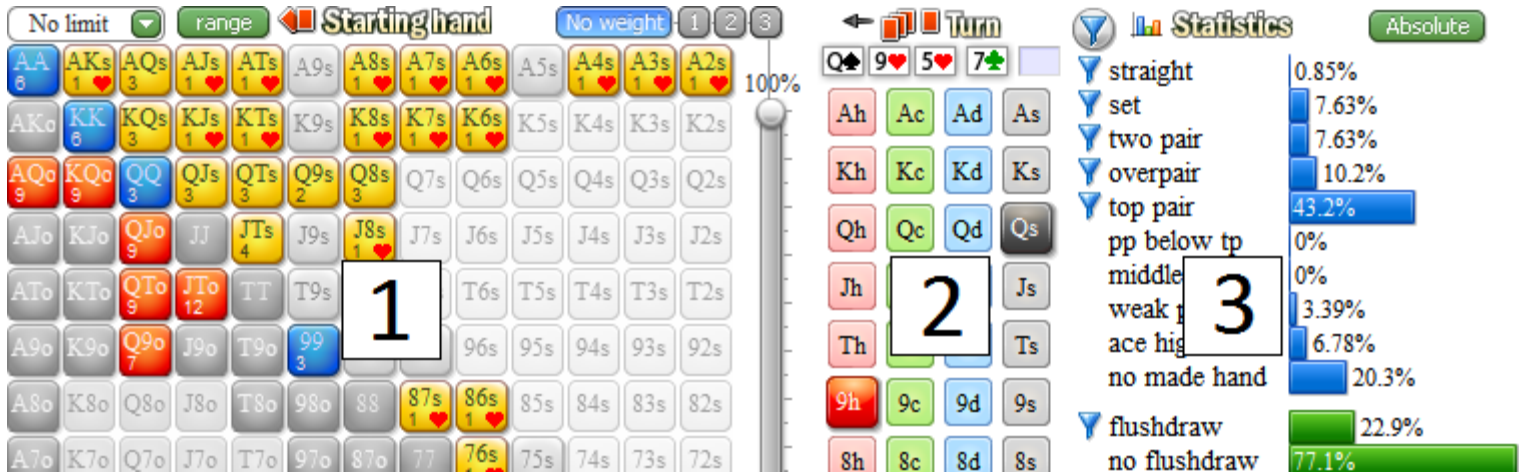 No limit range Starting hand No weight 1 2 3
AA AKs AQs AJs ATs A9s A8s A7s A6s A5s A4s A3s A2s
6 1♥ 3 1♥ 1♥ 1♥ 1♥ 1♥ 1♥ 1♥ 1♥
100%
AKo KK KQs KJs KTs K9s K8s K7s K6s K5s K4s K3s K2s
6 3 1♥ 1♥ 1♥ 1♥ 1♥
AQo KQo QQ QJs QTs Q9s Q8s Q7s Q6s Q5s Q4s Q3s Q2s
9 9 3 3 3 2 3
AJo KJo QJo JJ JTs J9s J8s J7s J6s J5s J4s J3s J2s
9 4 1♥
ATo KTo QTo JTo TT T9s T6s T5s T4s T3s T2s
9 12
1
A9o K9o Q9o J9o T9o 99 96s 95s 94s 93s 92s
7 3
A8o K8o Q8o J8o T8o 98o 88 87s 86s 85s 84s 83s 82s
1♥ 1♥
A7o K7o Q7o J7o T7o 97o 87o 77 76s 75s 74s 73s 72s
Turn
Q♠ 9♥ 5♥ 7♣
Ah Ac Ad As
Kh Kc Kd Ks
Qh Qc Qd Qs
Jh Js
2
Th Ts
9h 9c 9d 9s
8h 8c 8d 8s
Statistics Absolute
straight 0.85%
set 7.63%
two pair 7.63%
overpair 10.2%
top pair 43.2%
pp below tp 0%
middle 0%
weak 3.39%
3
ace 6.78%
no made hand 20.3%
flushdraw 22.9%
no flushdraw 77.1%